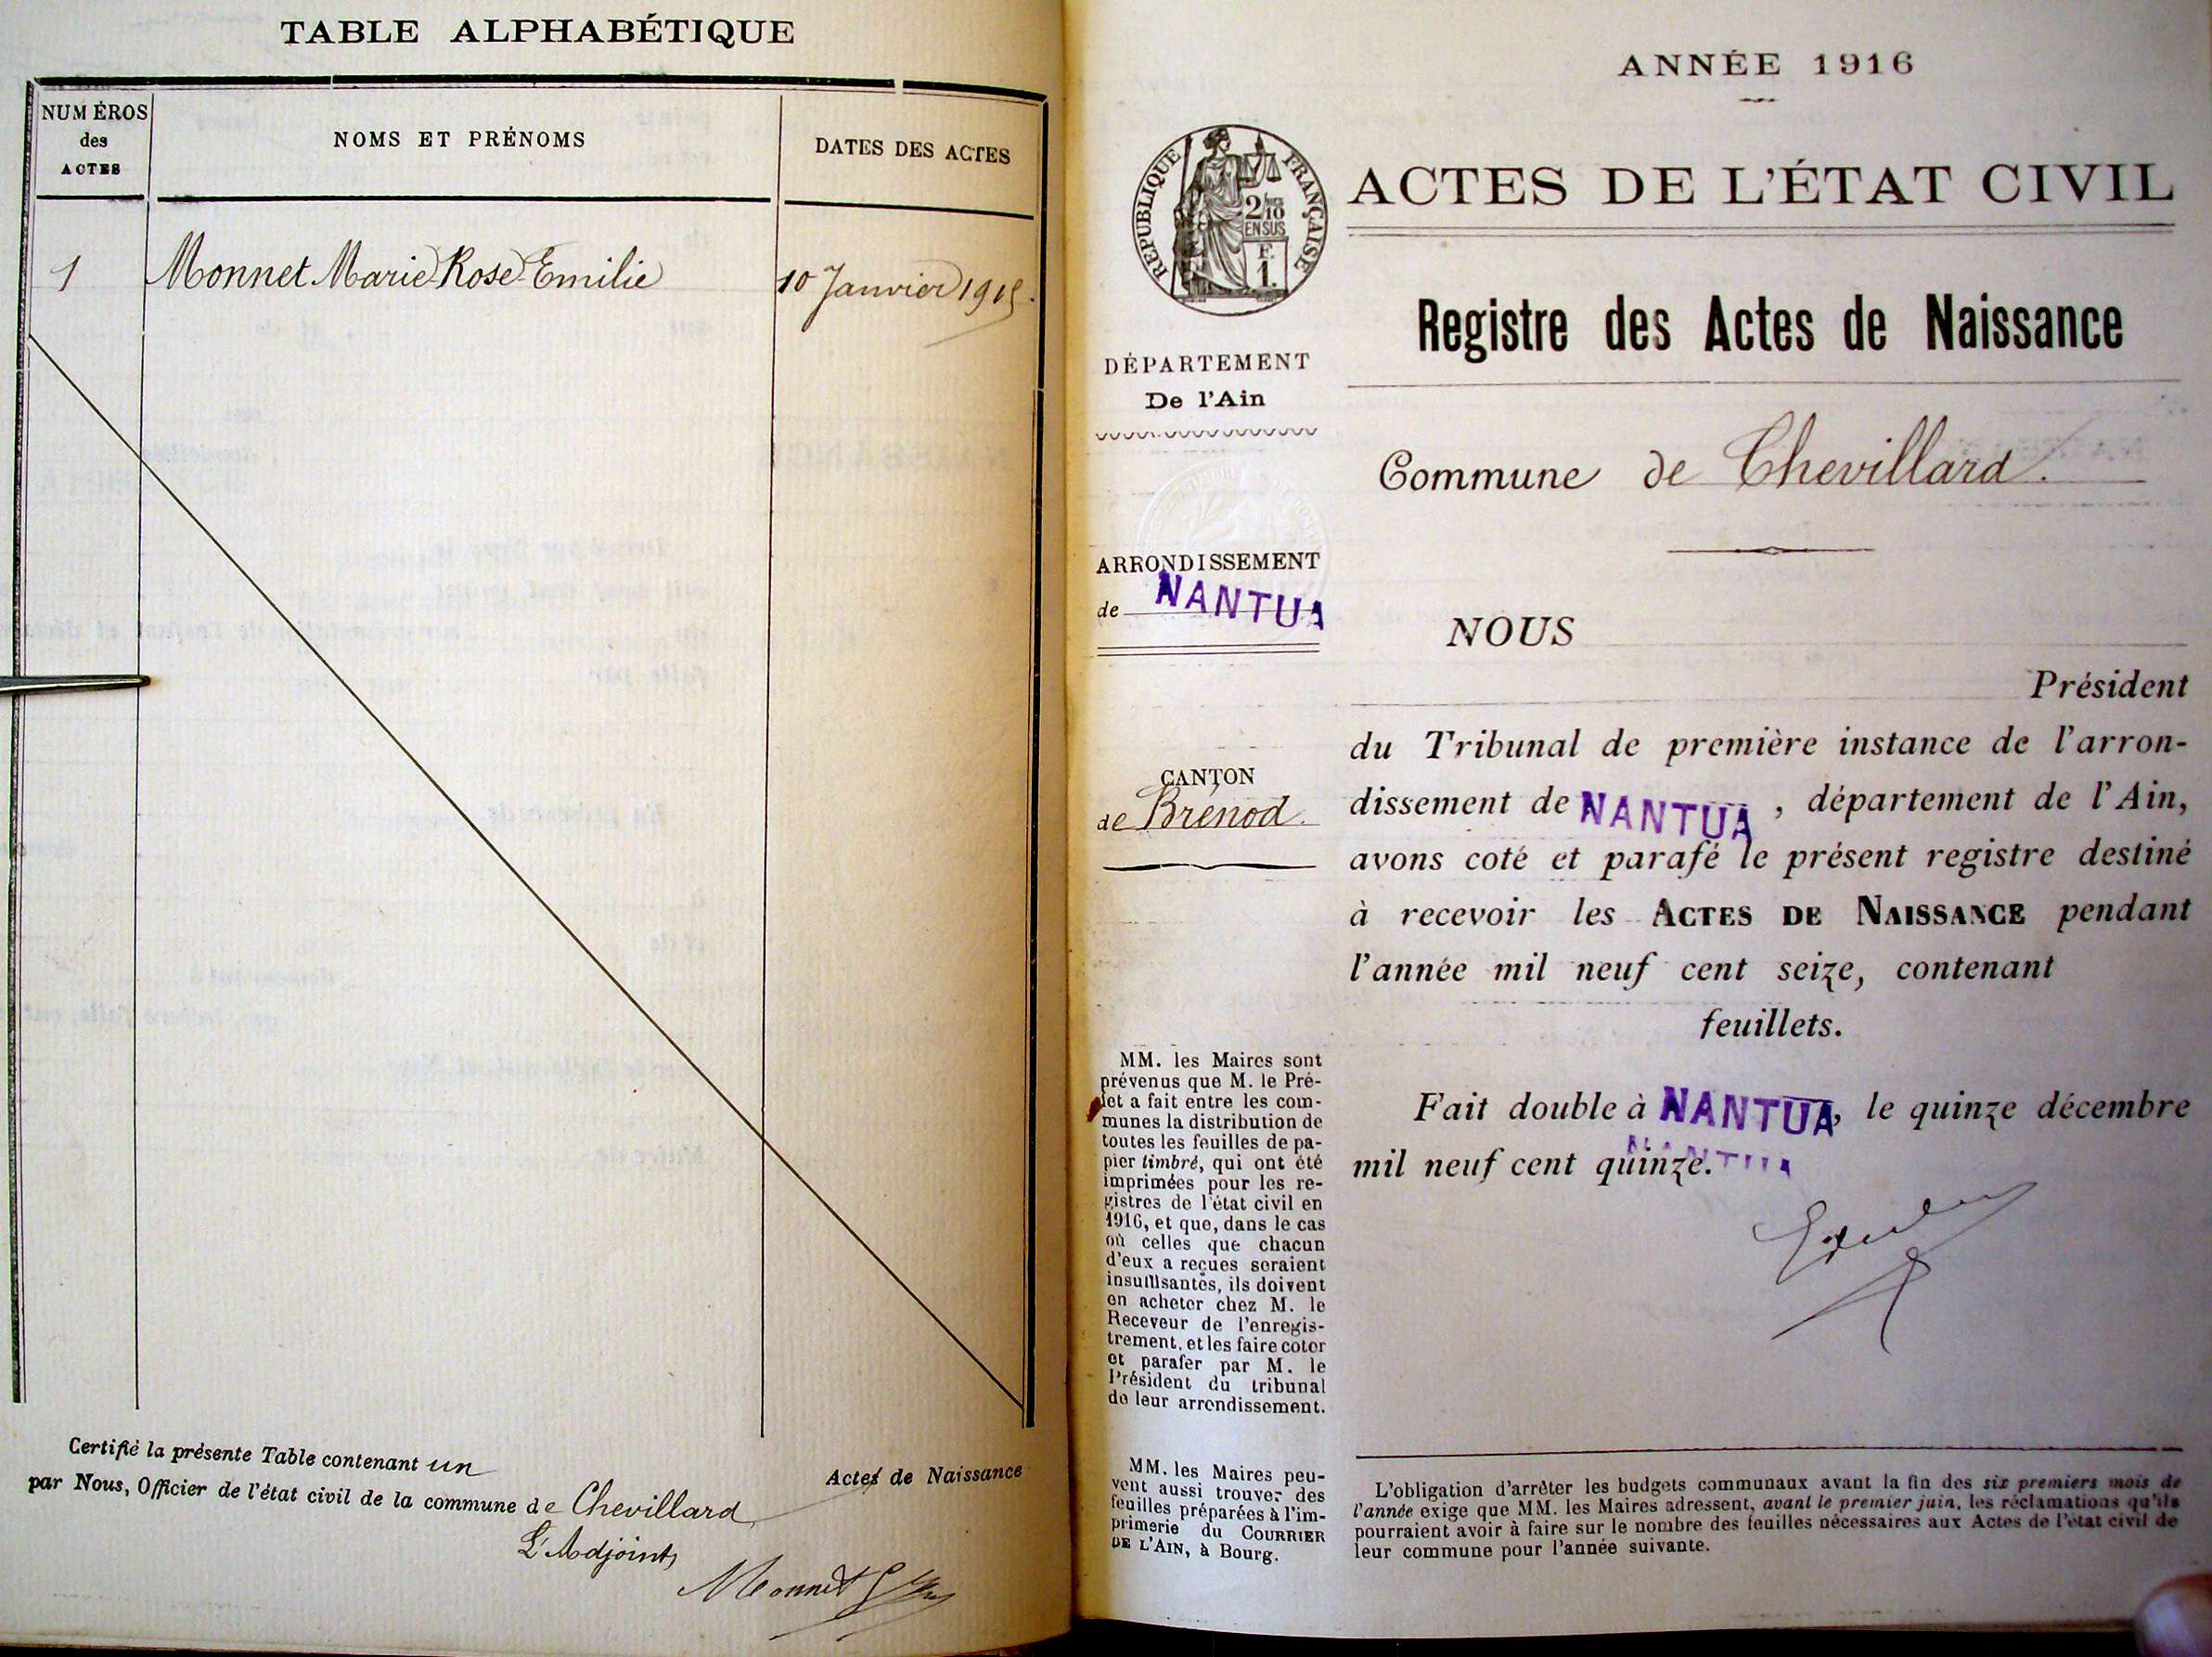 TABLE ALPHABÉTIQUE
NUMÉROS
des
ACTES
NOMS ET PRÉNOMS
DATES DES ACTES
1
Monnet Marie Rose Emilie
10 Janvier 1915.
Certifié la présente Table contenant un
Actes de Naissance
par Nous, Officier de l'état civil de la commune de Chevillard
L'Adjoint,
Monnet
ANNÉE 1916
RÉPUBLIQUE FRANÇAISE
2/10
EN SUS
F.
1.
ACTES DE L'ÉTAT CIVIL
Registre des Actes de Naissance
DÉPARTEMENT
De l'Ain
Commune de Chevillard.
ARRONDISSEMENT
de NANTUA
CANTON
de Brénod.
MM. les Maires sont
prévenus que M. le Pré-
fet a fait entre les com-
munes la distribution de
toutes les feuilles de pa-
pier timbré, qui ont été
imprimées pour les re-
gistres de l'état civil en
1916, et que, dans le cas
où celles que chacun
d'eux a reçues seraient
insuffisantes, ils doivent
en acheter chez M. le
Receveur de l'enregis-
trement, et les faire coter
et parafer par M. le
Président du tribunal
de leur arrondissement.
MM. les Maires peu-
vent aussi trouver des
feuilles préparées à l'im-
primerie du COURRIER
DE L'AIN, à Bourg.
NOUS
Président
du Tribunal de première instance de l'arron-
dissement de NANTUA, département de l'Ain,
avons coté et parafé le présent registre destiné
à recevoir les ACTES DE NAISSANCE pendant
l'année mil neuf cent seize, contenant
feuillets.
Fait double à NANTUA, le quinze décembre
mil neuf cent quinze.
NANTUA
L'obligation d'arrêter les budgets communaux avant la fin des six premiers mois de
l'année exige que MM. les Maires adressent, avant le premier juin, les réclamations qu'ils
pourraient avoir à faire sur le nombre des feuilles nécessaires aux Actes de l'état civil de
leur commune pour l'année suivante.